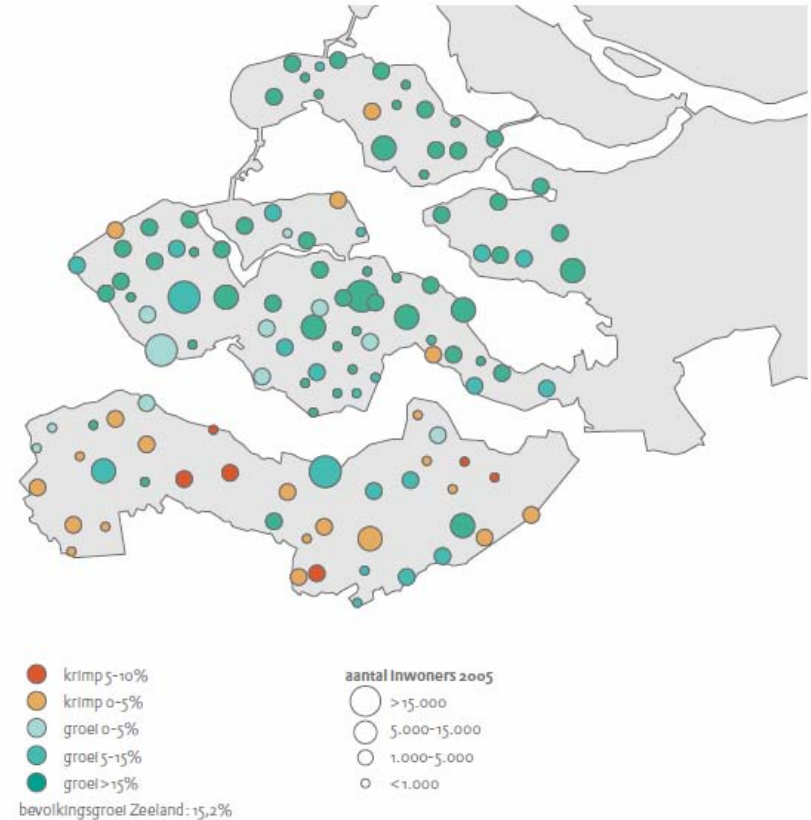 krimp 5-10%
krimp 0-5%
groei 0-5%
groei 5-15%
groei >15%
bevolkingsgroei Zeeland: 15,2%
aantal inwoners 2005
>15.000
5.000-15.000
1.000-5.000
<1.000